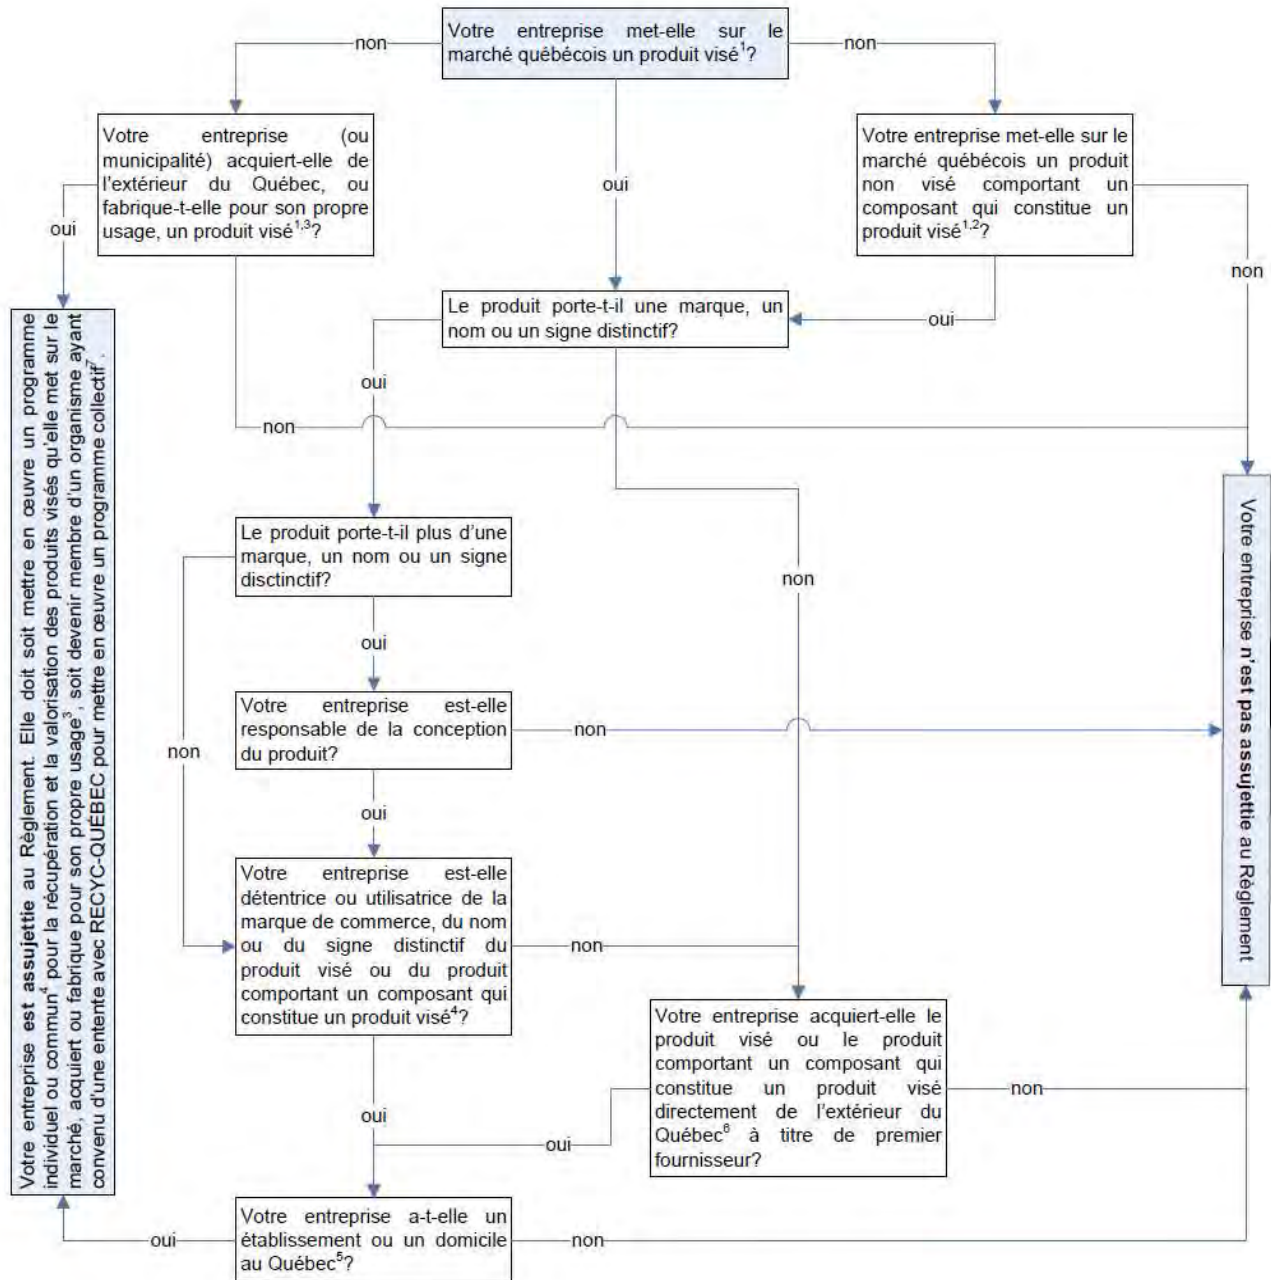 Votre entreprise met-elle sur le
marché québécois un produit visé¹?
non
non
Votre entreprise (ou
municipalité) acquiert-elle de
l'extérieur du Québec, ou
fabrique-t-elle pour son propre
usage, un produit visé¹,³?
oui
Votre entreprise met-elle sur le
marché québécois un produit
non visé comportant un
composant qui constitue un
produit visé¹,²?
oui
non
Le produit porte-t-il une marque, un
nom ou un signe distinctif?
oui
oui
non
Le produit porte-t-il plus d'une
marque, un nom ou un signe
disctinctif?
non
oui
Votre entreprise est-elle
responsable de la conception
du produit?
non
non
oui
Votre entreprise est-elle
détentrice ou utilisatrice de la
marque de commerce, du nom
ou du signe distinctif du
produit visé ou du produit
comportant un composant qui
constitue un produit visé⁴?
non
Votre entreprise acquiert-elle le
produit visé ou le produit
comportant un composant qui
constitue un produit visé
directement de l'extérieur du
Québec⁶ à titre de premier
fournisseur?
non
oui
oui
Votre entreprise a-t-elle un
établissement ou un domicile
au Québec⁵?
oui
non
Votre entreprise est assujettie au Règlement. Elle doit soit mettre en œuvre un programme
individuel ou commun⁴ pour la récupération et la valorisation des produits visés qu'elle met sur le
marché, acquiert ou fabrique pour son propre usage³, soit devenir membre d'un organisme ayant
convenu d'une entente avec RECYC-QUÉBEC pour mettre en œuvre un programme collectif⁷.
Votre entreprise n'est pas assujettie au Règlement